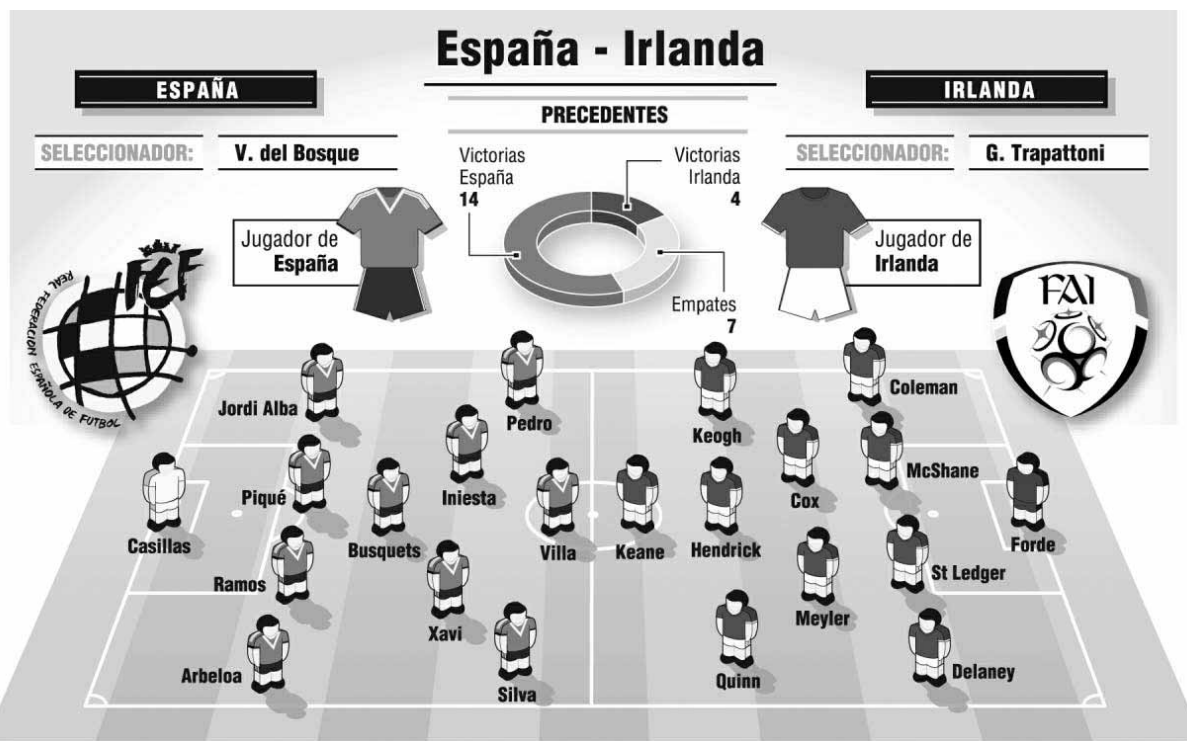 España - Irlanda
ESPAÑA
SELECCIONADOR:
V. del Bosque
PRECEDENTES
Victorias
España
14
Victorias
Irlanda
4
Empates
7
IRLANDA
SELECCIONADOR:
G. Trapattoni
Jugador de
España
Jugador de
Irlanda
REAL FEDERACION ESPAÑOLA DE FUTBOL
FAI
Jordi Alba
Pedro
Keogh
Coleman
Piqué
Iniesta
Cox
McShane
Casillas
Busquets
Villa
Keane
Hendrick
Forde
Ramos
St Ledger
Xavi
Meyler
Arbeloa
Silva
Quinn
Delaney